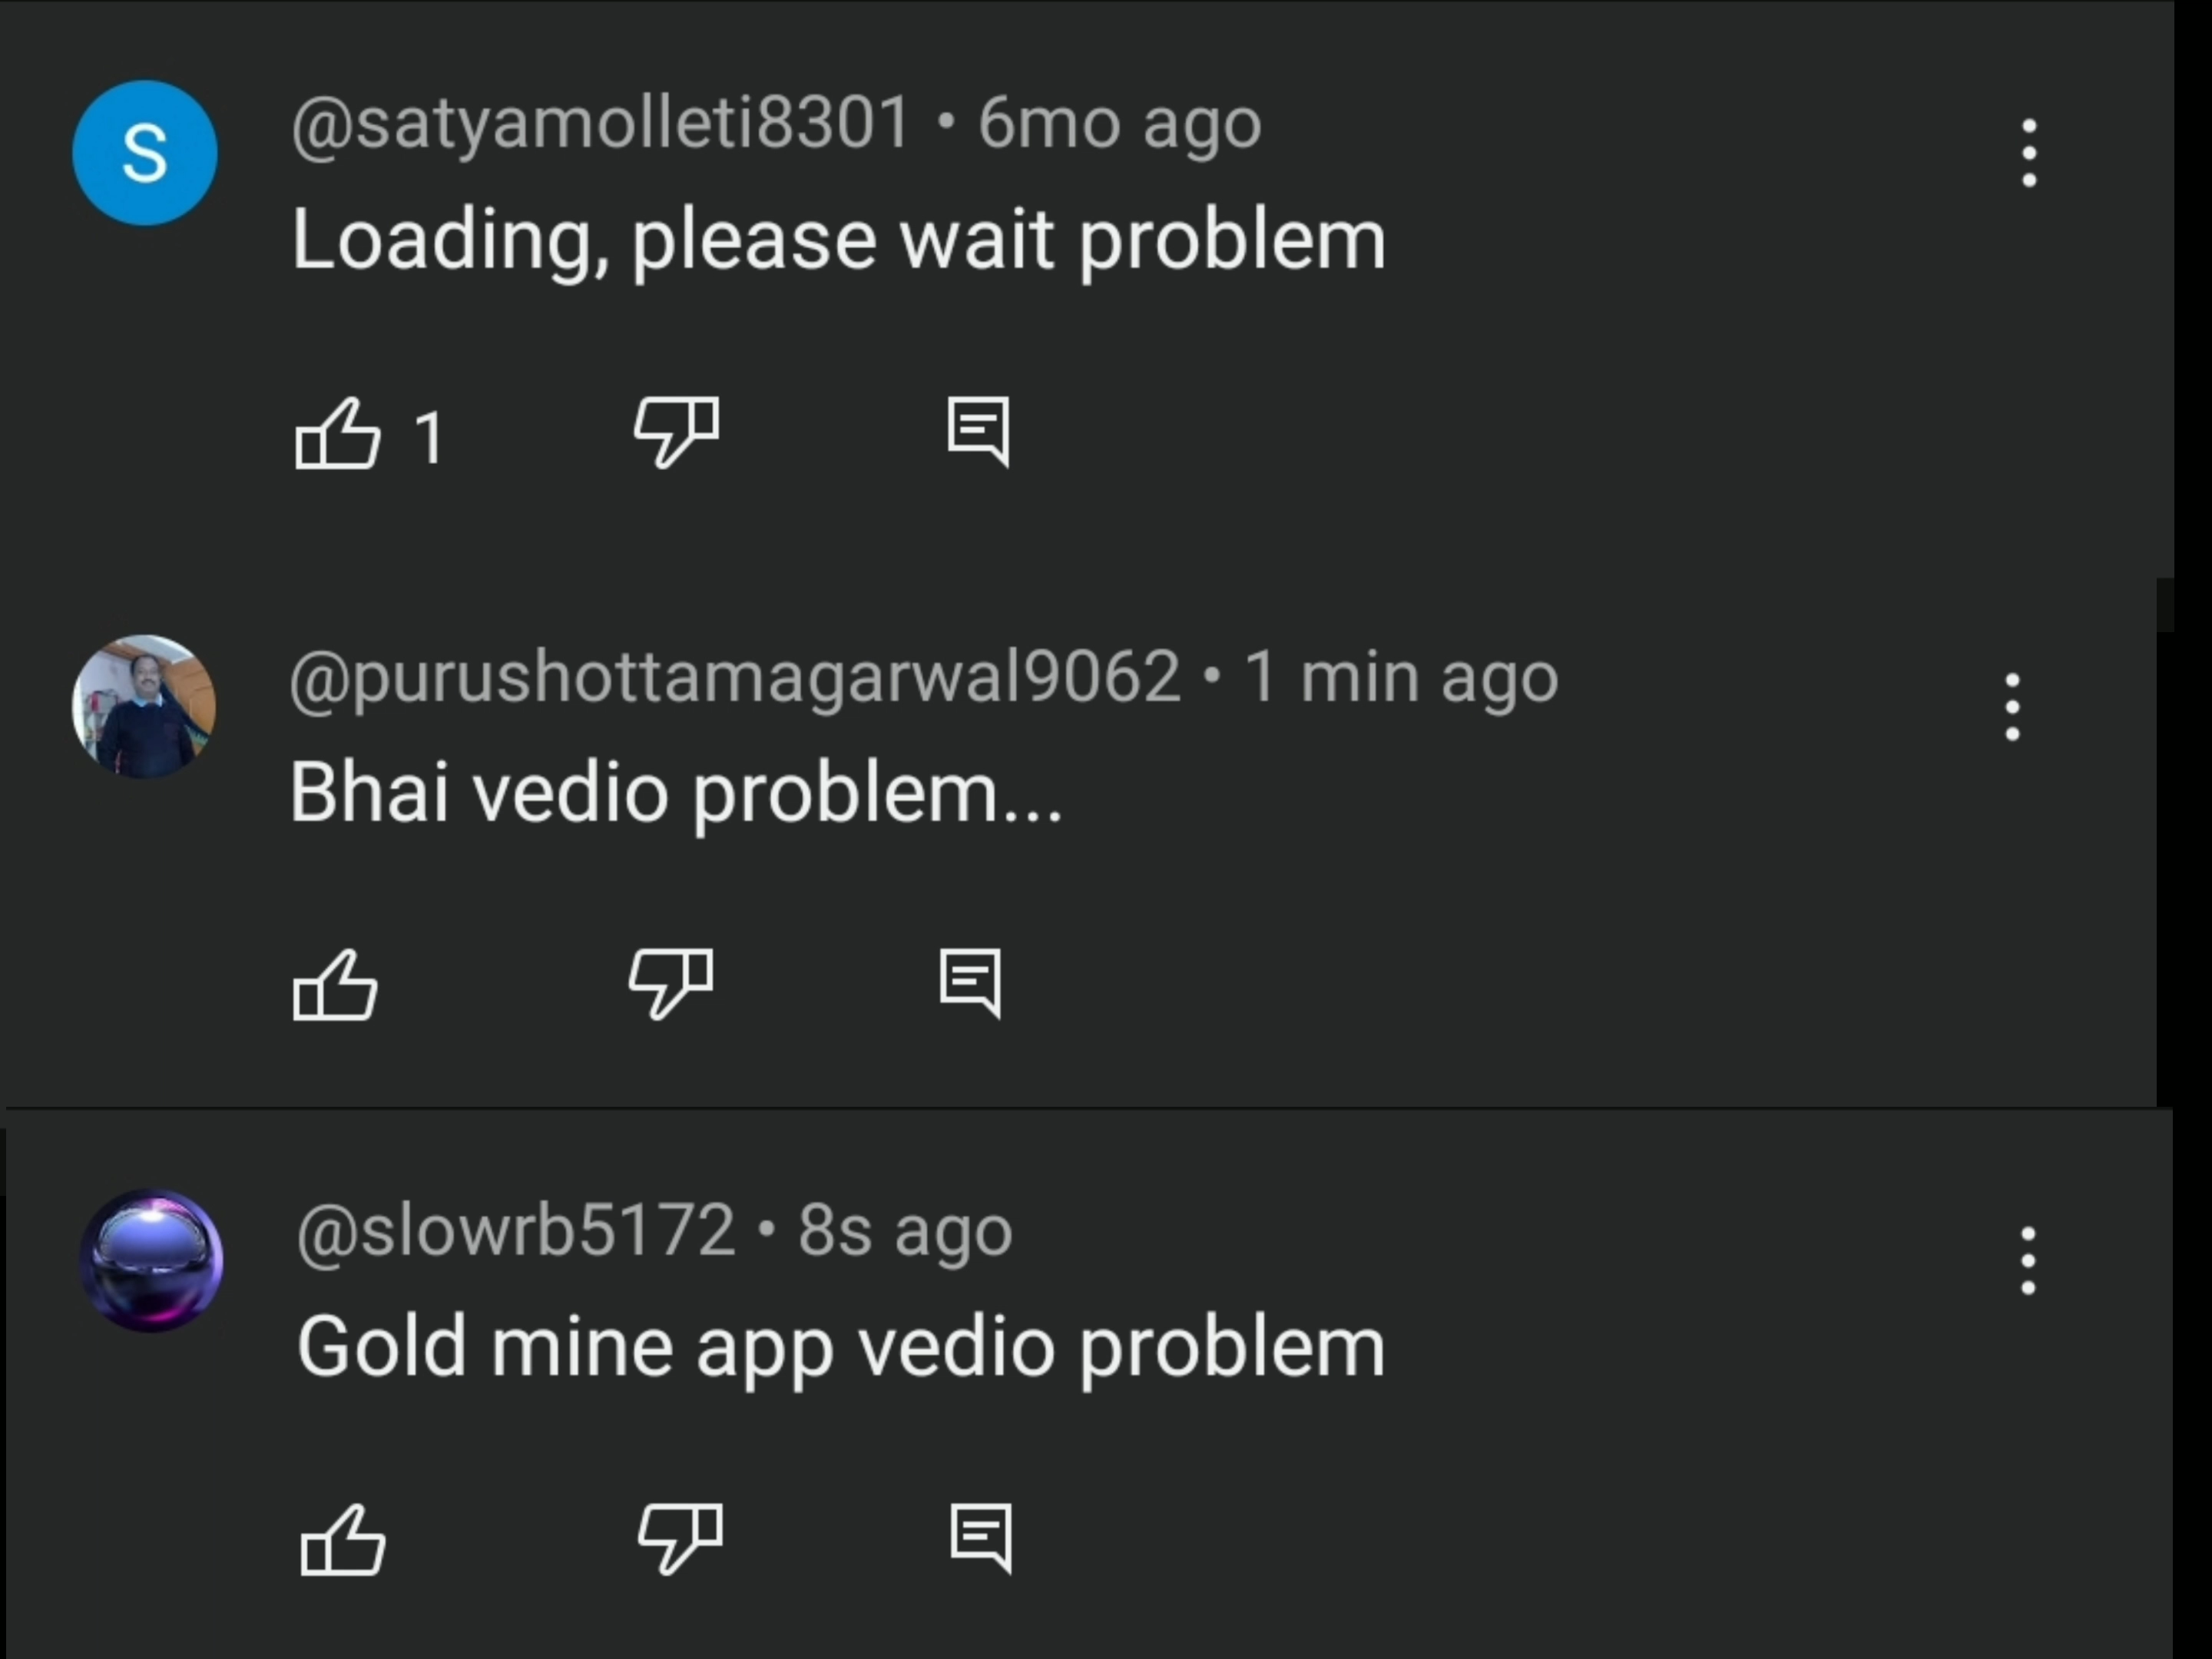 S
@satyamolleti8301 • 6mo ago
Loading, please wait problem
1
@purushottamagarwal9062 • 1 min ago
Bhai vedio problem...
@slowrb5172 • 8s ago
Gold mine app vedio problem